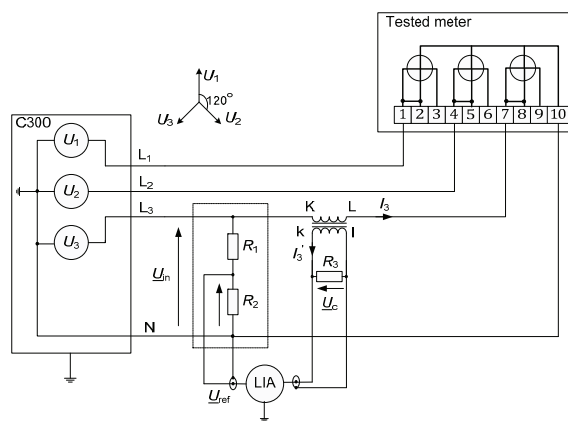 Tested meter
1 2 3 4 5 6 7 8 9 10
U1
120°
U3
U2
C300
U1
L1
U2
L2
U3
L3
K
L
I3
k
l
I3'
R1
R2
R3
Uin
Uc
N
Uref
LIA